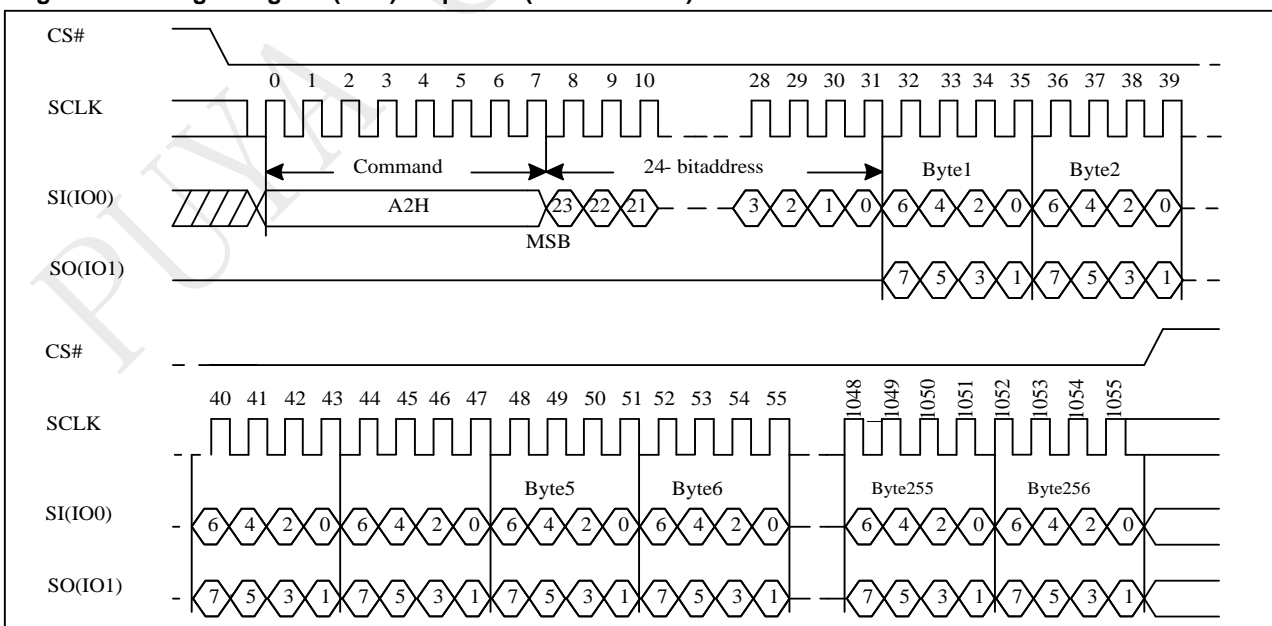 CS#
0 1 2 3 4 5 6 7 8 9 10 28 29 30 31 32 33 34 35 36 37 38 39
SCLK
Command 24- bitaddress Byte1 Byte2
SI(IO0) A2H 23 22 21 3 2 1 0 6 4 2 0 6 4 2 0
MSB
SO(IO1) 7 5 3 1 7 5 3 1
CS#
40 41 42 43 44 45 46 47 48 49 50 51 52 53 54 55 1048 1049 1050 1051 1052 1053 1054 1055
SCLK
Byte5 Byte6 Byte255 Byte256
SI(IO0) 6 4 2 0 6 4 2 0 6 4 2 0 6 4 2 0 6 4 2 0 6 4 2 0
SO(IO1) 7 5 3 1 7 5 3 1 7 5 3 1 7 5 3 1 7 5 3 1 7 5 3 1
PUYA